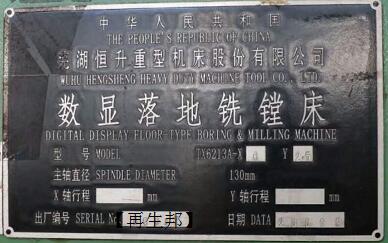 中华人民共和国
THE PEOPLE'S REPUBLIC OF CHINA
芜湖恒升重型机床股份有限公司
WUHU HENGSHENG HEAVY DUTY MACHINE TOOL CO., LTD.
数显落地铣镗床
DIGITAL DISPLAY FLOOR-TYPE BORING & MILLING MACHINE
型号 MODEL TX6213A-X Y
主轴直径 SPINDLE DIAMETER 130mm
X 轴行程 mm Y 轴行程 mm
出厂编号 SERIAL No 再生邦 日期 DATA